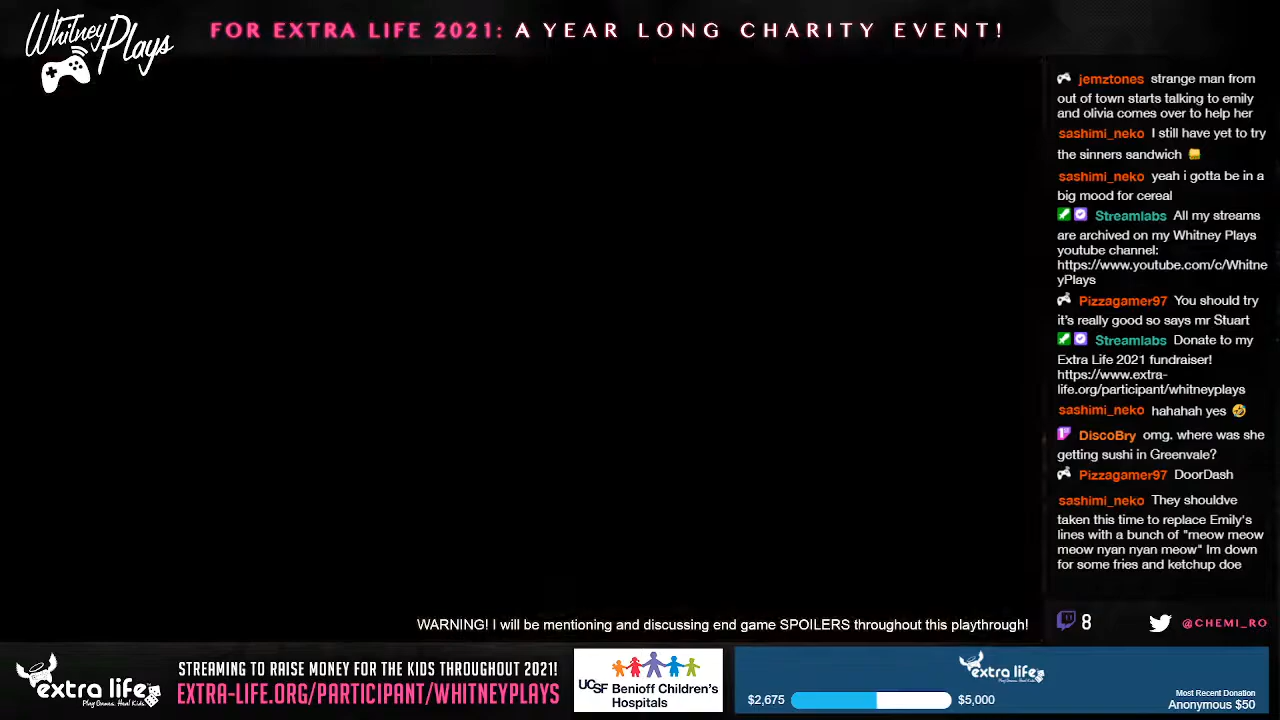 Whitney Plays
FOR EXTRA LIFE 2021: A YEAR LONG CHARITY EVENT!
jemztones strange man from
out of town starts talking to emily
and olivia comes over to help her
sashimi_neko I still have yet to try
the sinners sandwich
sashimi_neko yeah i gotta be in a
big mood for cereal
Streamlabs All my streams
are archived on my Whitney Plays
youtube channel:
https://www.youtube.com/c/Whitne
yPlays
Pizzagamer97 You should try
it's really good so says mr Stuart
Streamlabs Donate to my
Extra Life 2021 fundraiser!
https://www.extra-
life.org/participant/whitneyplays
sashimi_neko hahahah yes
DiscoBry omg. where was she
getting sushi in Greenvale?
Pizzagamer97 DoorDash
sashimi_neko They shouldve
taken this time to replace Emily's
lines with a bunch of "meow meow
meow nyan nyan meow" Im down
for some fries and ketchup doe
WARNING! I will be mentioning and discussing end game SPOILERS throughout this playthrough!
8
@CHEMI_RO
extra life
Play Games. Heal Kids.
STREAMING TO RAISE MONEY FOR THE KIDS THROUGHOUT 2021!
EXTRA-LIFE.ORG/PARTICIPANT/WHITNEYPLAYS
UCSF Benioff Children's
Hospitals
extra life
Play Games. Heal Kids.
$2,675
$5,000
Most Recent Donation
Anonymous $50